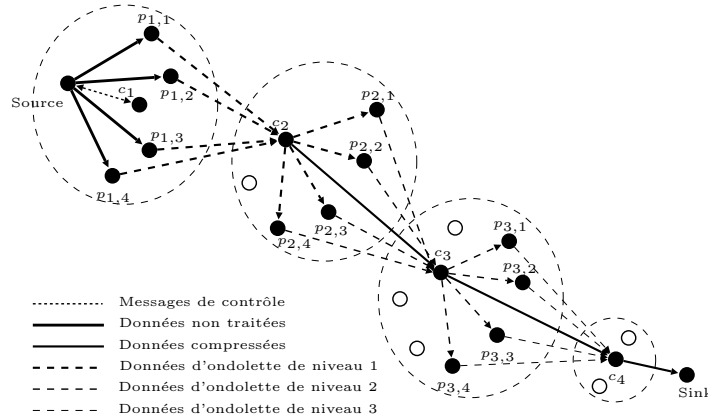 p1,1
c1
p1,2
Source
p1,3
p1,4
p2,1
c2
p2,2
p2,3
p2,4
p3,1
c3
p3,2
p3,3
p3,4
c4
Sink
Messages de contrôle
Données non traitées
Données compressées
Données d'ondolette de niveau 1
Données d'ondolette de niveau 2
Données d'ondolette de niveau 3